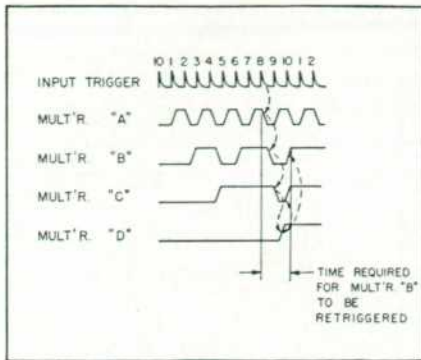 10 1 2 3 4 5 6 7 8 9 10 1 2
INPUT TRIGGER
MULT'R. "A"
MULT'R. "B"
MULT'R. "C"
MULT'R. "D"
TIME REQUIRED
FOR MULT'R. "B"
TO BE
RETRIGGERED